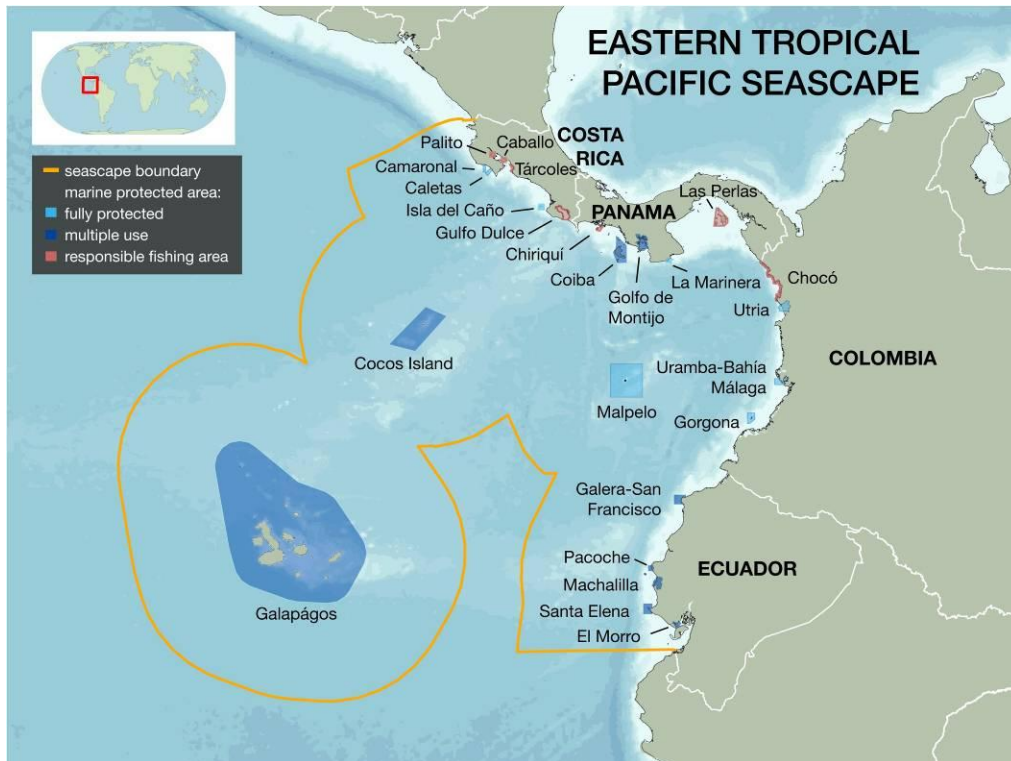 EASTERN TROPICAL
PACIFIC SEASCAPE
seascape boundary
marine protected area:
fully protected
multiple use
responsible fishing area
COSTA
RICA
Palito
Caballo
Camaronal
Tárcoles
Caletas
Isla del Caño
Gulfo Dulce
PANAMA
Las Perlas
Chiriquí
Coiba
Golfo de
Montijo
La Marinera
Chocó
Utria
Cocos Island
COLOMBIA
Uramba-Bahía
Málaga
Malpelo
Gorgona
Galera-San
Francisco
Pacoche
ECUADOR
Machalilla
Santa Elena
El Morro
Galapágos